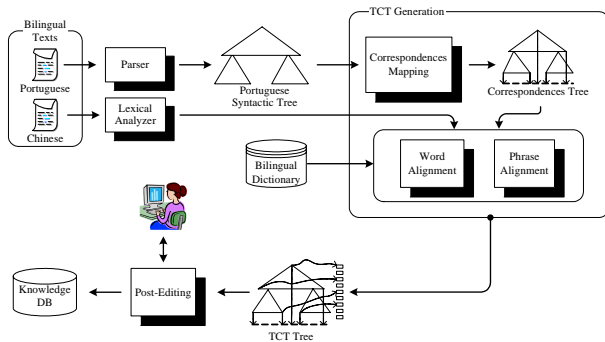 Bilingual
Texts
Portuguese
Chinese
Parser
Lexical
Analyzer
Portuguese
Syntactic Tree
TCT Generation
Correspondences
Mapping
Correspondences Tree
Bilingual
Dictionary
Word
Alignment
Phrase
Alignment
Knowledge
DB
Post-Editing
TCT Tree